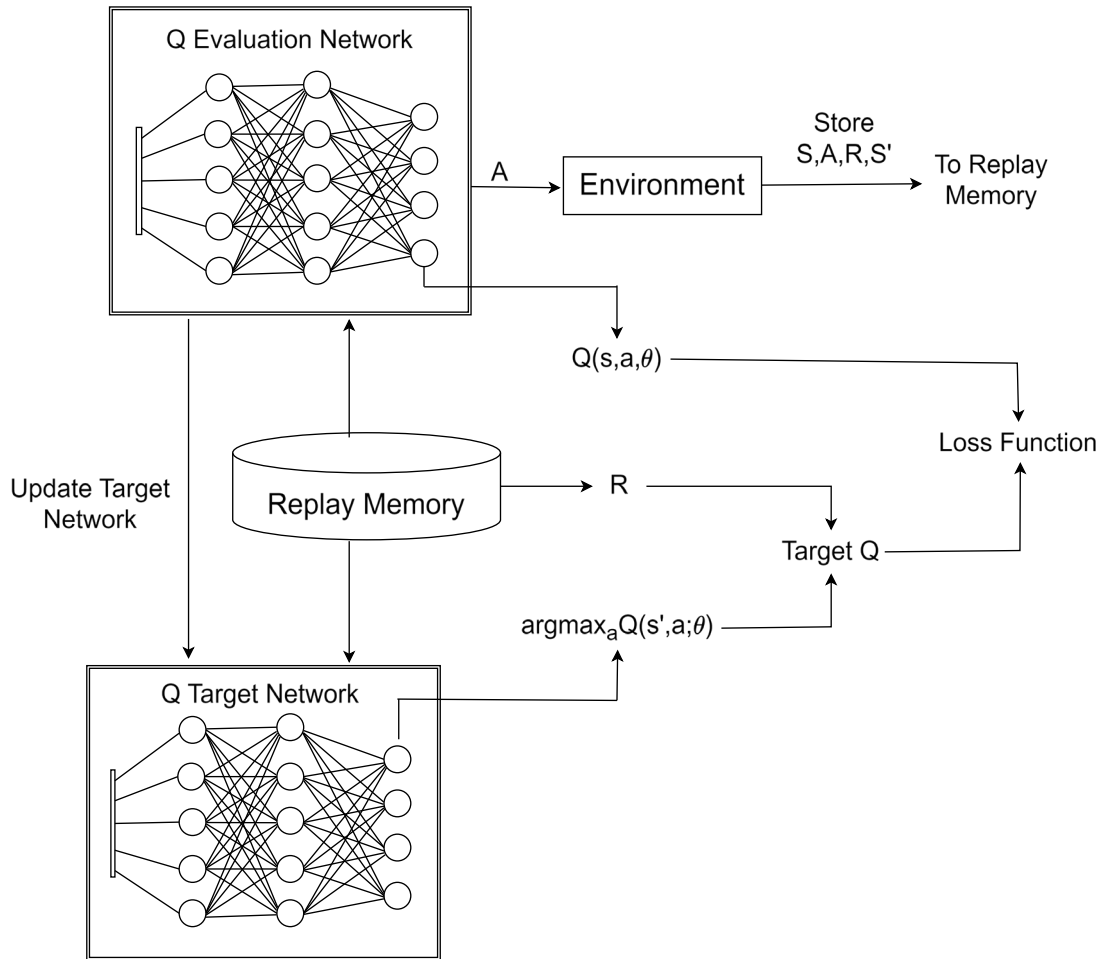 Q Evaluation Network
A
Environment
Store
S,A,R,S'
To Replay
Memory
Q(s,a,θ)
Loss Function
Update Target
Network
Replay Memory
R
Target Q
argmaxₐQ(s',a;θ)
Q Target Network